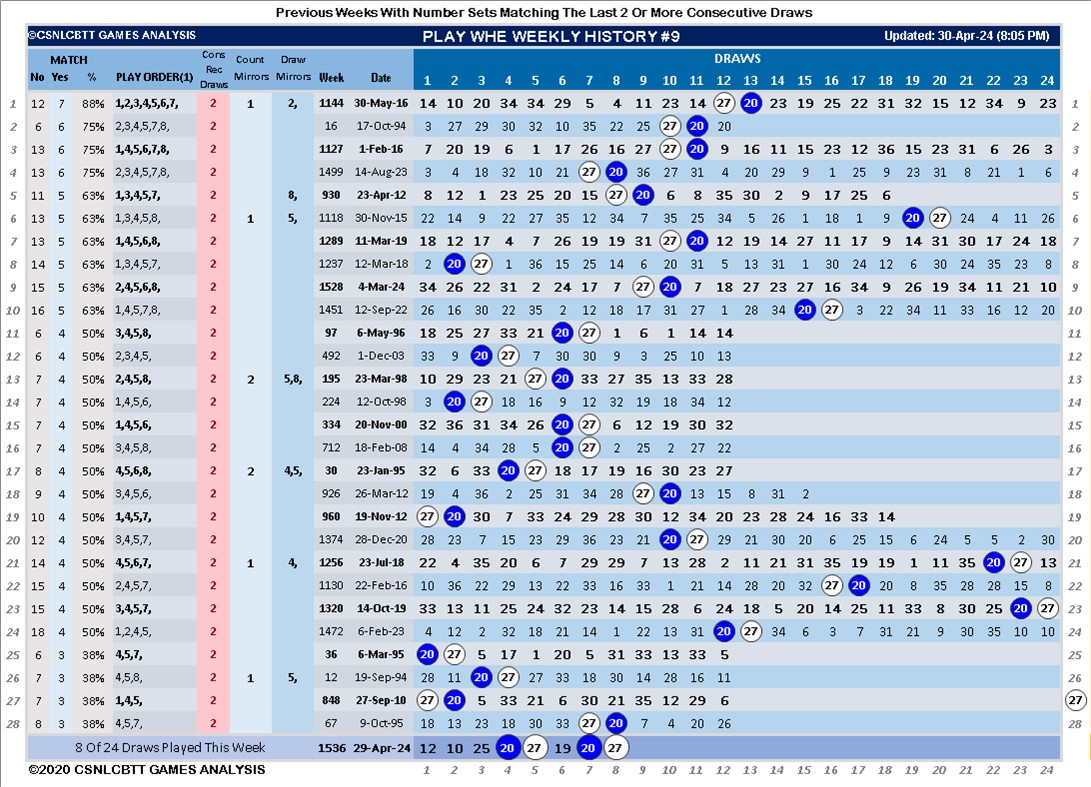 Previous Weeks With Number Sets Matching The Last 2 Or More Consecutive Draws
©CSNLCBTT GAMES ANALYSIS PLAY WHE WEEKLY HISTORY #9 Updated: 30-Apr-24 (8:05 PM)
MATCH Cons Rec Draws Count Mirrors Draw Mirrors DRAWS
No Yes % PLAY ORDER(1) Week Date 1 2 3 4 5 6 7 8 9 10 11 12 13 14 15 16 17 18 19 20 21 22 23 24
1 12 7 88% 1,2,3,4,5,6,7, 2 1 2, 1144 30-May-16 14 10 20 34 34 29 5 4 11 23 14 27 20 23 19 25 22 31 32 15 12 34 9 23 1
2 6 6 75% 2,3,4,5,7,8, 2 16 17-Oct-94 3 27 29 30 32 10 35 22 25 27 20 20 2
3 13 6 75% 1,4,5,6,7,8, 2 1127 1-Feb-16 7 20 19 6 1 17 26 16 27 27 20 9 16 11 15 23 12 36 15 23 31 6 26 3 3
4 13 6 75% 2,3,4,5,7,8, 2 1499 14-Aug-23 3 4 18 32 10 21 27 20 36 27 31 4 20 29 9 1 25 9 23 31 8 21 1 6 4
5 11 5 63% 1,3,4,5,7, 2 8, 930 23-Apr-12 8 12 1 23 25 20 15 27 20 6 8 35 30 2 9 17 25 6 5
6 13 5 63% 1,3,4,5,8, 2 1 5, 1118 30-Nov-15 22 14 9 22 27 35 12 34 7 35 25 34 5 26 1 18 1 9 20 27 24 4 11 26 6
7 13 5 63% 1,4,5,6,8, 2 1289 11-Mar-19 18 12 17 4 7 26 19 19 31 27 20 12 19 14 27 11 17 9 14 31 30 17 24 18 7
8 14 5 63% 1,3,4,5,7, 2 1237 12-Mar-18 2 20 27 1 36 15 25 14 6 20 31 5 13 31 1 30 24 12 6 30 24 35 23 8 8
9 15 5 63% 2,4,5,6,8, 2 1528 4-Mar-24 34 26 22 31 2 24 17 7 27 20 7 18 27 23 27 16 34 9 26 19 34 11 21 10 9
10 16 5 63% 1,4,5,7,8, 2 1451 12-Sep-22 26 16 30 22 35 2 12 18 17 31 27 1 28 34 20 27 3 22 34 11 33 16 12 20 10
11 6 4 50% 3,4,5,8, 2 97 6-May-96 18 25 27 33 21 20 27 1 6 1 14 14 11
12 6 4 50% 2,3,4,5, 2 492 1-Dec-03 33 9 20 27 7 30 30 9 3 25 10 13 12
13 7 4 50% 2,4,5,8, 2 2 5,8, 195 23-Mar-98 10 29 23 21 27 20 33 27 35 13 33 28 13
14 7 4 50% 1,4,5,6, 2 224 12-Oct-98 3 20 27 18 16 9 12 32 19 18 34 12 14
15 7 4 50% 1,4,5,6, 2 334 20-Nov-00 32 36 31 34 26 20 27 6 12 19 30 32 15
16 7 4 50% 3,4,5,8, 2 712 18-Feb-08 14 4 34 28 5 20 27 2 25 2 27 22 16
17 8 4 50% 4,5,6,8, 2 2 4,5, 30 23-Jan-95 32 6 33 20 27 18 17 19 16 30 23 27 17
18 9 4 50% 3,4,5,6, 2 926 26-Mar-12 19 4 36 2 25 31 34 28 27 20 13 15 8 31 2 18
19 10 4 50% 1,4,5,7, 2 960 19-Nov-12 27 20 30 7 33 24 29 28 30 12 34 20 23 28 24 16 33 14 19
20 12 4 50% 3,4,5,7, 2 1374 28-Dec-20 28 23 7 15 23 29 36 23 35 20 27 29 21 30 20 6 25 15 6 24 5 5 2 30 20
21 14 4 50% 4,5,6,7, 2 1 4, 1256 23-Jul-18 22 4 35 20 6 7 29 29 7 13 28 2 11 21 31 35 19 19 1 11 35 20 27 13 21
22 15 4 50% 2,4,5,7, 2 1130 22-Feb-16 10 36 22 29 13 22 33 16 33 1 21 14 28 20 32 27 20 20 8 35 28 28 15 8 22
23 15 4 50% 3,4,5,7, 2 1320 14-Oct-19 33 13 11 25 24 32 23 14 15 28 6 24 18 5 20 14 25 11 33 8 30 25 20 27 23
24 18 4 50% 1,2,4,5, 2 1472 6-Feb-23 4 12 2 32 18 21 14 1 22 13 31 20 27 34 6 3 7 31 21 9 30 35 10 10 24
25 6 3 38% 4,5,7, 2 36 6-Mar-95 20 27 5 17 1 20 5 31 33 13 33 5 25
26 7 3 38% 4,5,8, 2 1 5, 12 19-Sep-94 28 11 20 27 27 33 18 30 14 28 16 11 26
27 7 3 38% 1,4,5, 2 848 27-Sep-10 27 20 5 33 21 6 30 21 35 12 29 6 27
28 8 3 38% 4,5,7, 2 67 9-Oct-95 18 13 23 18 30 33 27 20 7 4 20 26 28
8 Of 24 Draws Played This Week 1536 29-Apr-24 12 10 25 20 27 19 20 27
©2020 CSNLCBTT GAMES ANALYSIS 1 2 3 4 5 6 7 8 9 10 11 12 13 14 15 16 17 18 19 20 21 22 23 24